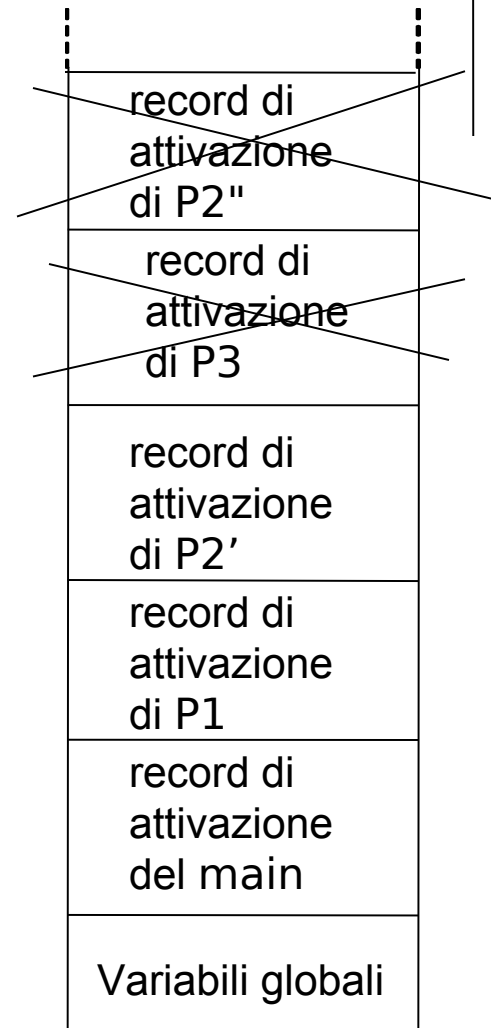 record di
attivazione
di P2"
record di
attivazione
di P3
record di
attivazione
di P2’
record di
attivazione
di P1
record di
attivazione
del main
Variabili globali